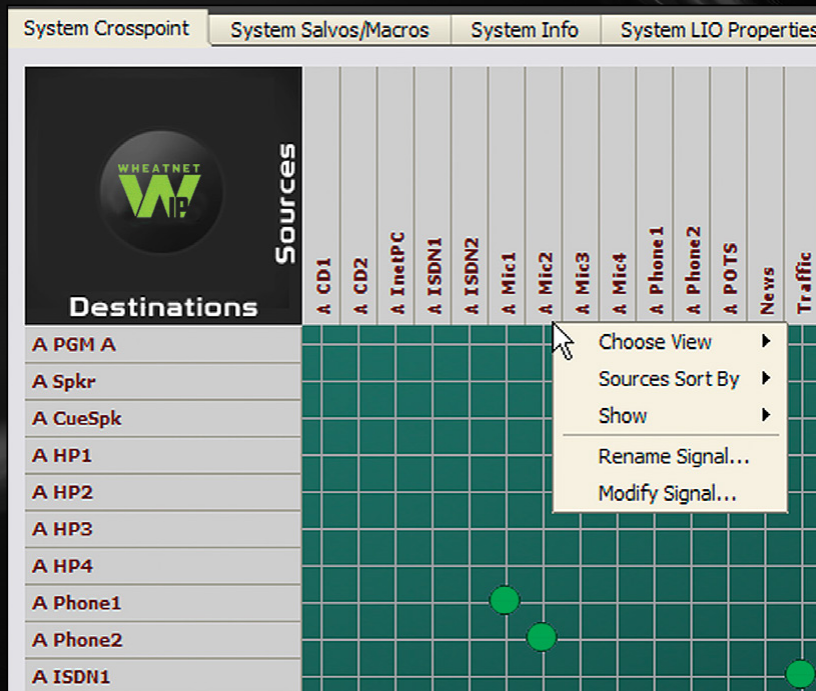 System Crosspoint
System Salvos/Macros
System Info
System LIO Properties
WHEATNET
W IP
Sources
Destinations
A CD1
A CD2
A InetPC
A ISDN1
A ISDN2
A Mic1
A Mic2
A Mic3
A Mic4
A Phone1
A Phone2
A POTS
News
Traffic
A PGM A
A Spkr
A CueSpk
A HP1
A HP2
A HP3
A HP4
A Phone1
A Phone2
A ISDN1
Choose View
Sources Sort By
Show
Rename Signal...
Modify Signal...